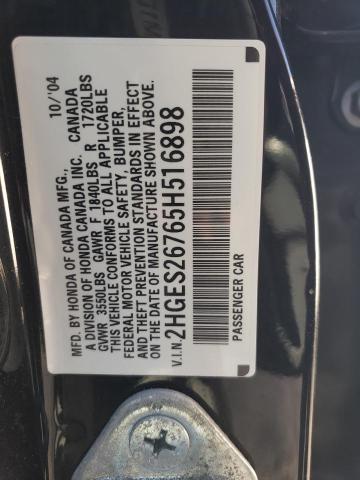 MFD. BY HONDA OF CANADA MFG., 10/'04
A DIVISION OF HONDA CANADA INC. CANADA
GVWR 3550LBS GAWR F 1840LBS R 1720LBS
THIS VEHICLE CONFORMS TO ALL APPLICABLE
FEDERAL MOTOR VEHICLE SAFETY, BUMPER,
AND THEFT PREVENTION STANDARDS IN EFFECT
ON THE DATE OF MANUFACTURE SHOWN ABOVE.
V.I.N. 2HGES26765H516898
PASSENGER CAR